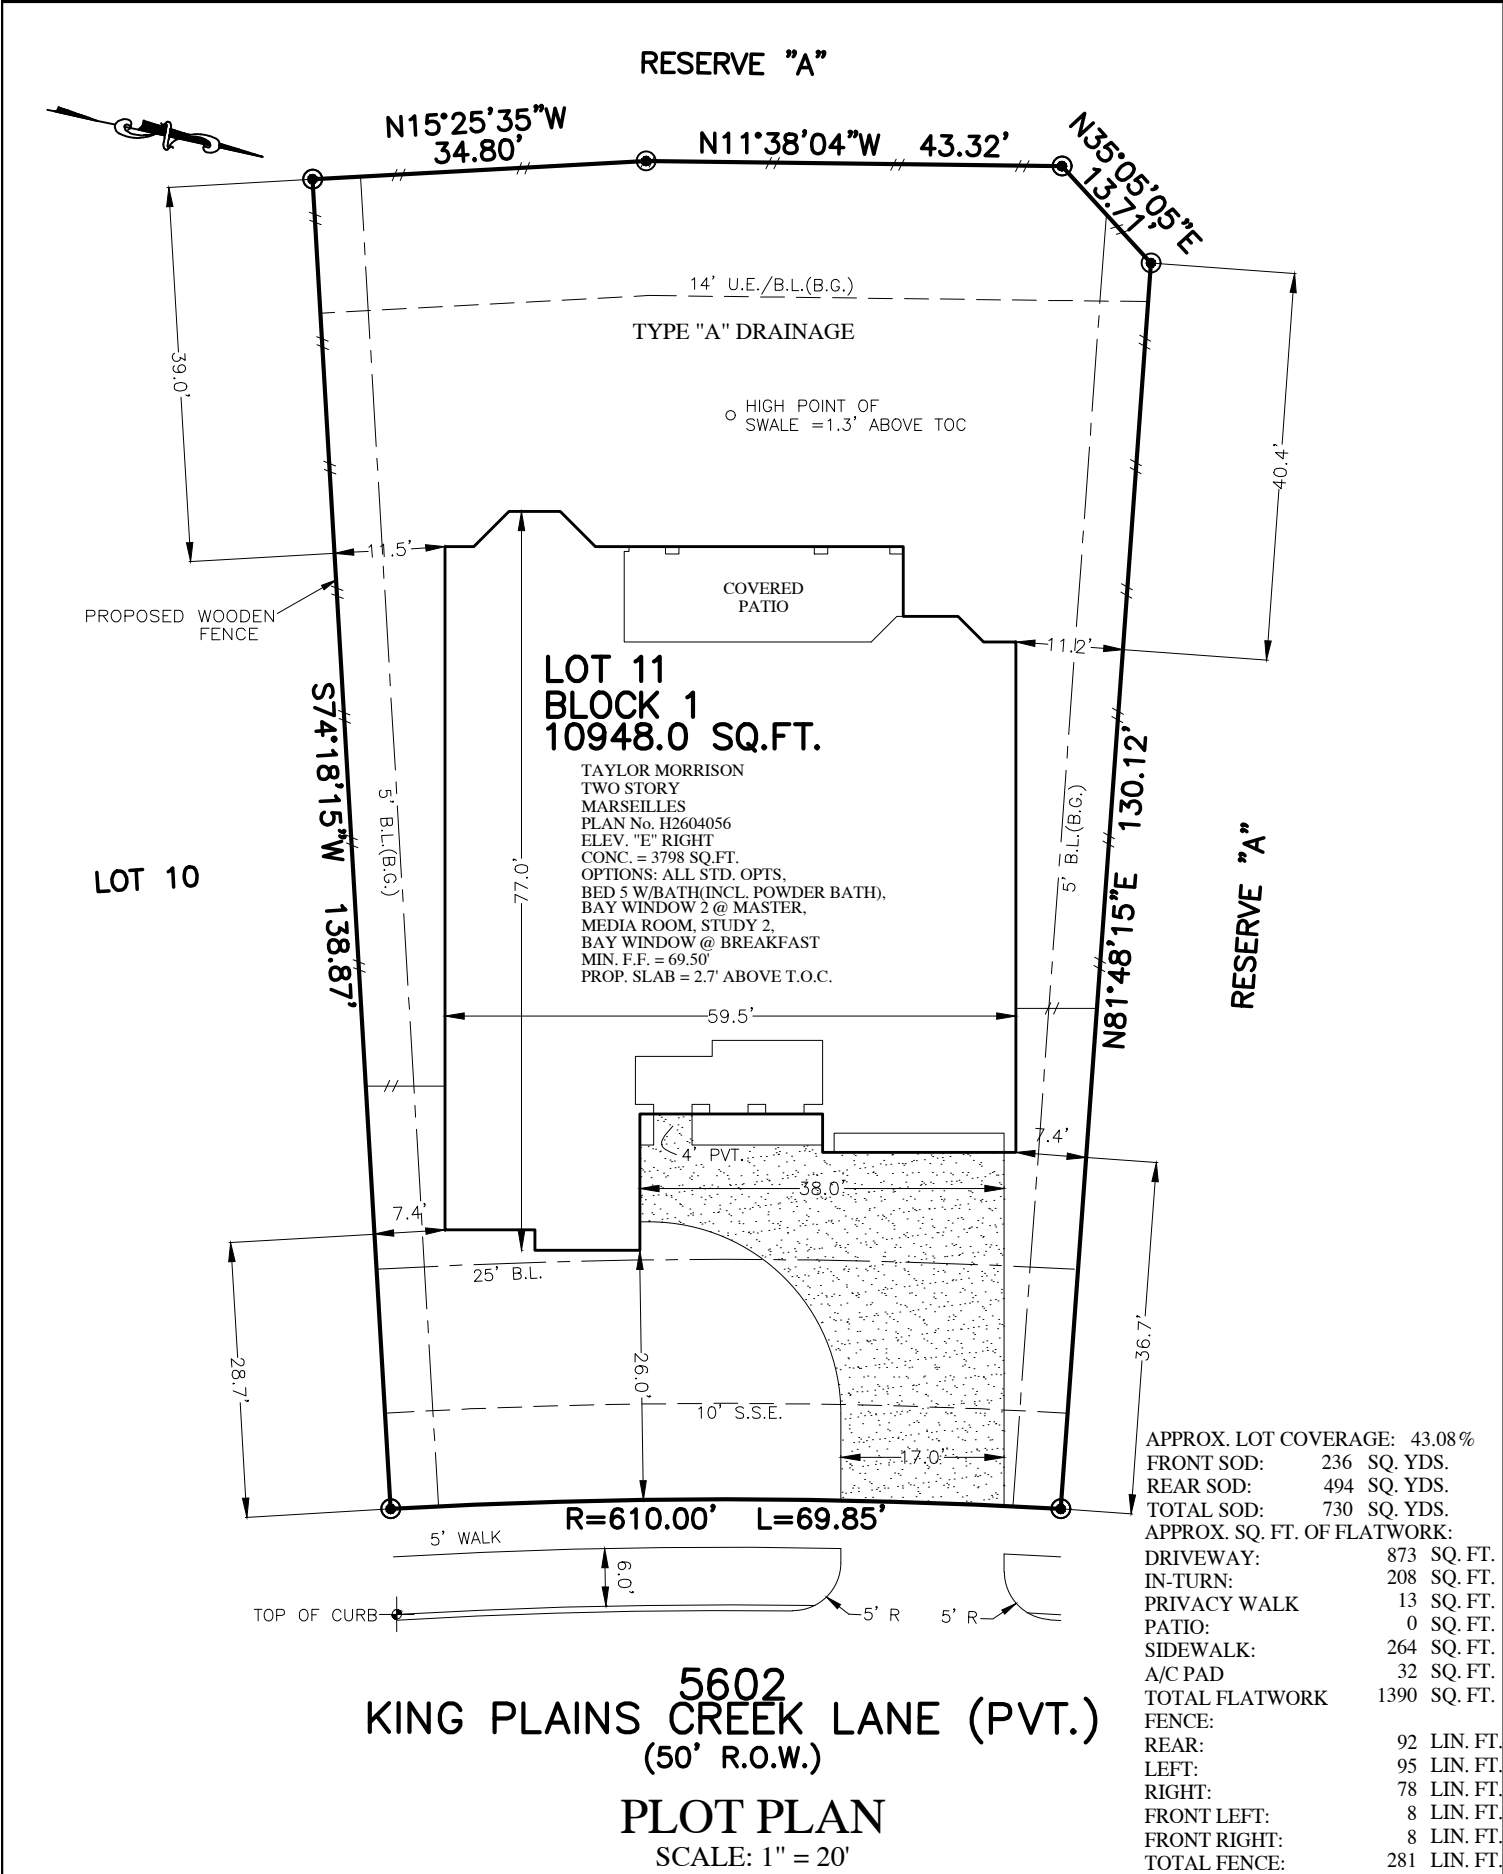 RESERVE "A"
N15°25'35"W
34.80'
N11°38'04"W 43.32'
N35°05'05"E
13.71'
14' U.E./B.L.(B.G.)
TYPE "A" DRAINAGE
39.0'
HIGH POINT OF
SWALE =1.3' ABOVE TOC
40.4'
11.5'
COVERED
PATIO
PROPOSED WOODEN
FENCE
11.2'
LOT 11
BLOCK 1
10948.0 SQ.FT.
TAYLOR MORRISON
TWO STORY
MARSEILLES
PLAN No. H2604056
ELEV. "E" RIGHT
CONC. = 3798 SQ.FT.
OPTIONS: ALL STD. OPTS,
BED 5 W/BATH(INCL. POWDER BATH),
BAY WINDOW 2 @ MASTER,
MEDIA ROOM, STUDY 2,
BAY WINDOW @ BREAKFAST
MIN. F.F. = 69.50'
PROP. SLAB = 2.7' ABOVE T.O.C.
S74°18'15"W 138.87'
5' B.L.(B.G.)
LOT 10
77.0'
5' B.L.(B.G.)
N81°48'15"E 130.12'
RESERVE "A"
59.5'
4' PVT.
7.4'
38.0'
7.4'
25' B.L.
28.7'
26.0'
36.7'
10' S.S.E.
17.0'
R=610.00' L=69.85'
5' WALK
6.0'
TOP OF CURB
5' R
5' R
5602
KING PLAINS CREEK LANE (PVT.)
(50' R.O.W.)
PLOT PLAN
SCALE: 1" = 20'
APPROX. LOT COVERAGE: 43.08%
FRONT SOD: 236 SQ. YDS.
REAR SOD: 494 SQ. YDS.
TOTAL SOD: 730 SQ. YDS.
APPROX. SQ. FT. OF FLATWORK:
DRIVEWAY: 873 SQ. FT.
IN-TURN: 208 SQ. FT.
PRIVACY WALK 13 SQ. FT.
PATIO: 0 SQ. FT.
SIDEWALK: 264 SQ. FT.
A/C PAD 32 SQ. FT.
TOTAL FLATWORK 1390 SQ. FT.
FENCE:
REAR: 92 LIN. FT.
LEFT: 95 LIN. FT.
RIGHT: 78 LIN. FT.
FRONT LEFT: 8 LIN. FT.
FRONT RIGHT: 8 LIN. FT.
TOTAL FENCE: 281 LIN. FT.